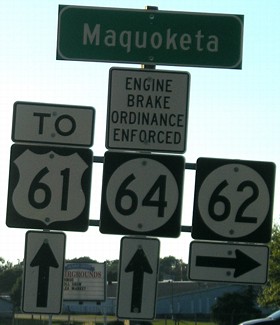 Maquoketa
ENGINE
BRAKE
ORDINANCE
ENFORCED
TO
61
64
62